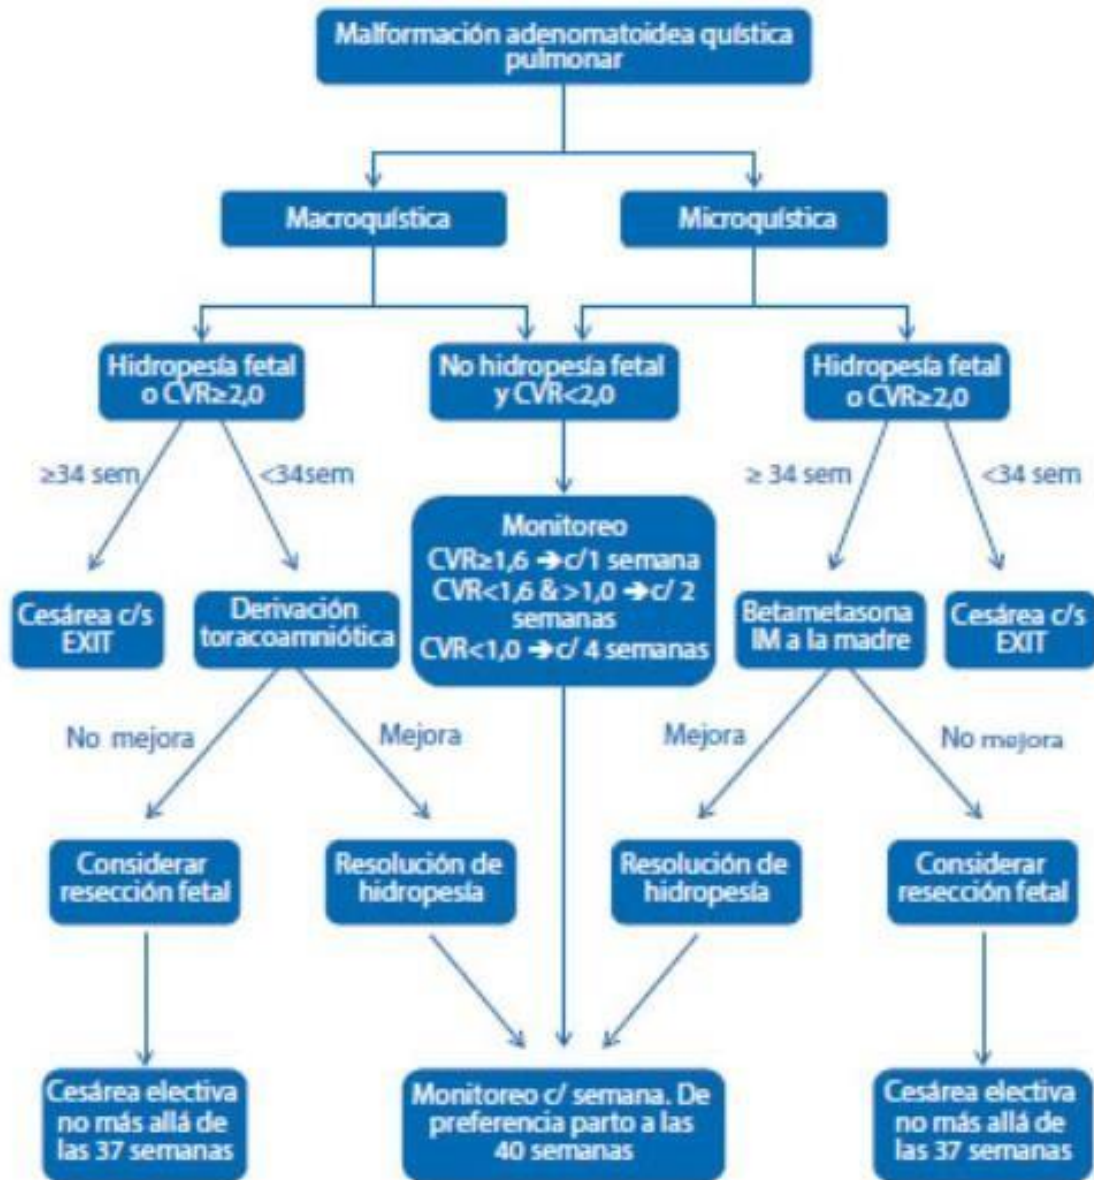 Malformación adenomatoidea quística
pulmonar
Macroquística
Microquística
Hidropesía fetal
o CVR≥2,0
No hidropesía fetal
y CVR<2,0
Hidropesía fetal
o CVR≥2,0
≥34 sem
<34sem
≥ 34 sem
<34 sem
Monitoreo
CVR≥1,6 ➔c/1 semana
CVR<1,6 & >1,0 ➔c/ 2
semanas
CVR<1,0 ➔c/ 4 semanas
Cesárea c/s
EXIT
Derivación
toracoamniótica
Betametasona
IM a la madre
Cesárea c/s
EXIT
No mejora
Mejora
Mejora
No mejora
Considerar
resección fetal
Resolución de
hidropesía
Resolución de
hidropesía
Considerar
resección fetal
Cesárea electiva
no más allá de
las 37 semanas
Monitoreo c/ semana. De
preferencia parto a las
40 semanas
Cesárea electiva
no más allá de
las 37 semanas